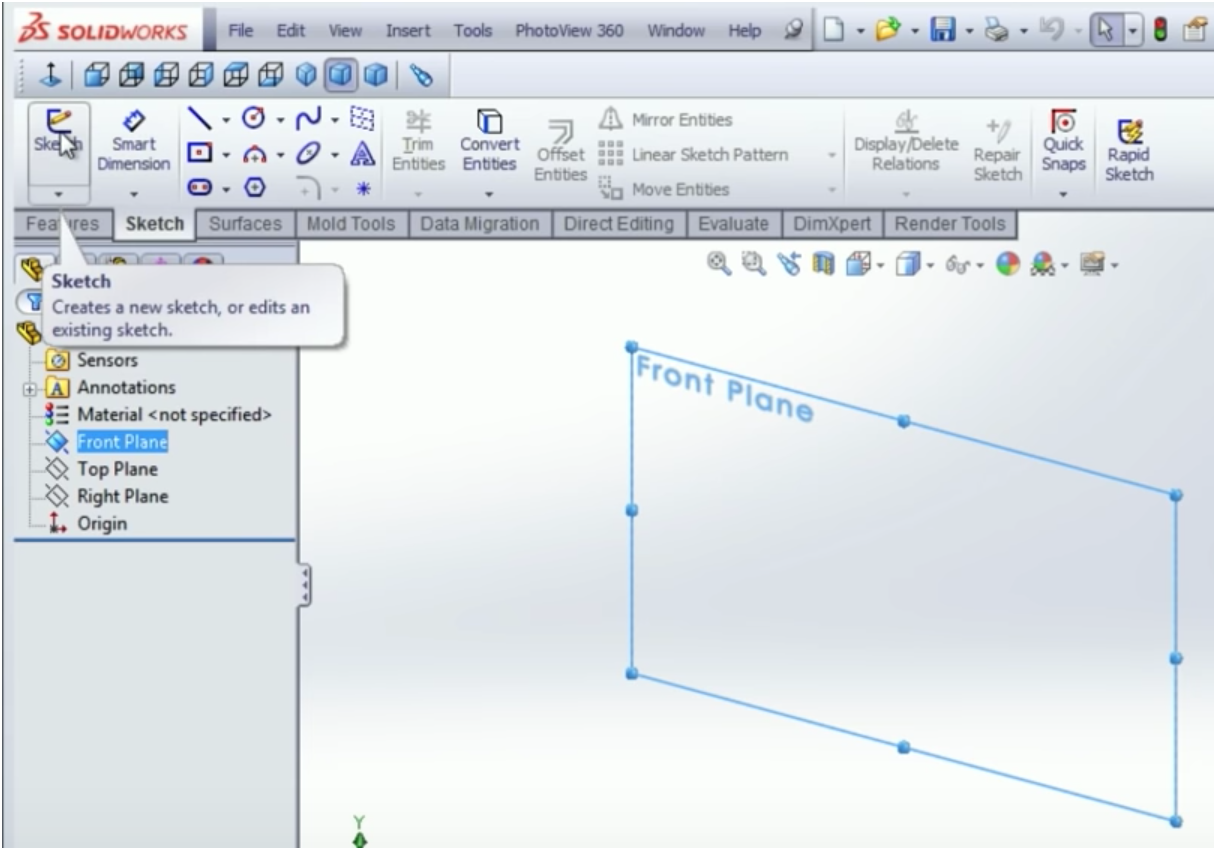 SOLIDWORKS File Edit View Insert Tools PhotoView 360 Window Help
Sketch
Smart
Dimension
Trim
Entities
Convert
Entities
Offset
Entities
Mirror Entities
Linear Sketch Pattern
Move Entities
Display/Delete
Relations
Repair
Sketch
Quick
Snaps
Rapid
Sketch
Features Sketch Surfaces Mold Tools Data Migration Direct Editing Evaluate DimXpert Render Tools
Sketch
Creates a new sketch, or edits an
existing sketch.
Sensors
A Annotations
Material <not specified>
Front Plane
Top Plane
Right Plane
Origin
Front Plane
Y